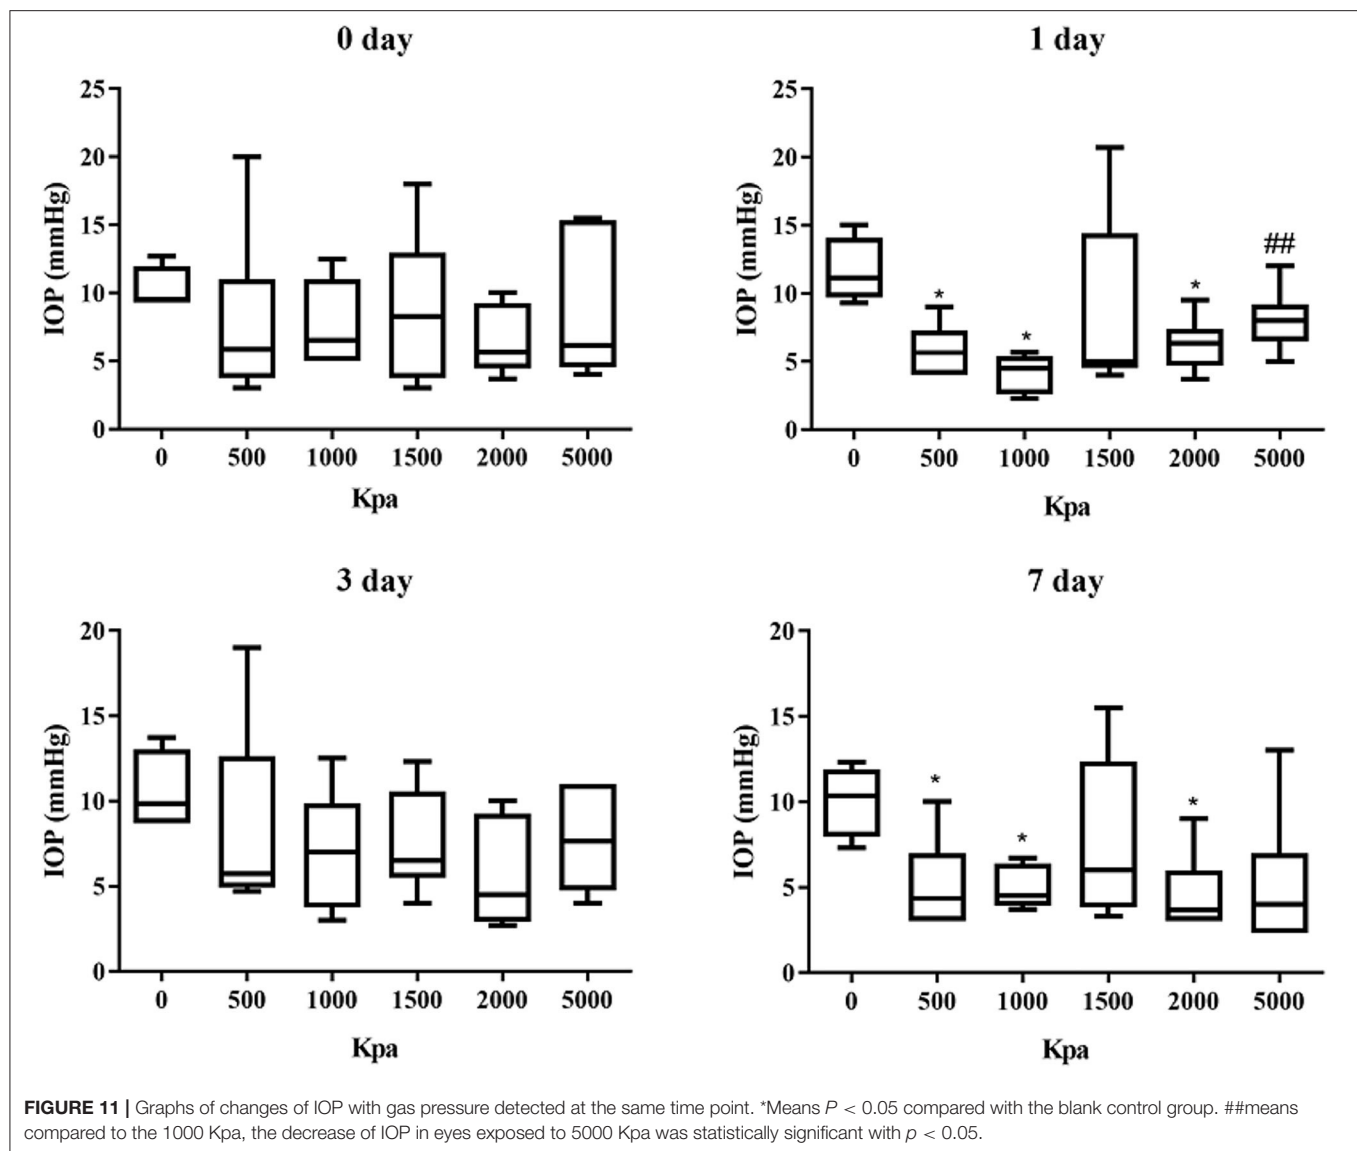 0 day
25
20
15
10
5
0
IOP (mmHg)
0 500 1000 1500 2000 5000
Kpa
1 day
25
20
15
10
5
0
IOP (mmHg)
* * * ##
0 500 1000 1500 2000 5000
Kpa
3 day
20
15
10
5
0
IOP (mmHg)
0 500 1000 1500 2000 5000
Kpa
7 day
20
15
10
5
0
IOP (mmHg)
* * *
0 500 1000 1500 2000 5000
Kpa
FIGURE 11 | Graphs of changes of IOP with gas pressure detected at the same time point. *Means P < 0.05 compared with the blank control group. ##means
compared to the 1000 Kpa, the decrease of IOP in eyes exposed to 5000 Kpa was statistically significant with p < 0.05.